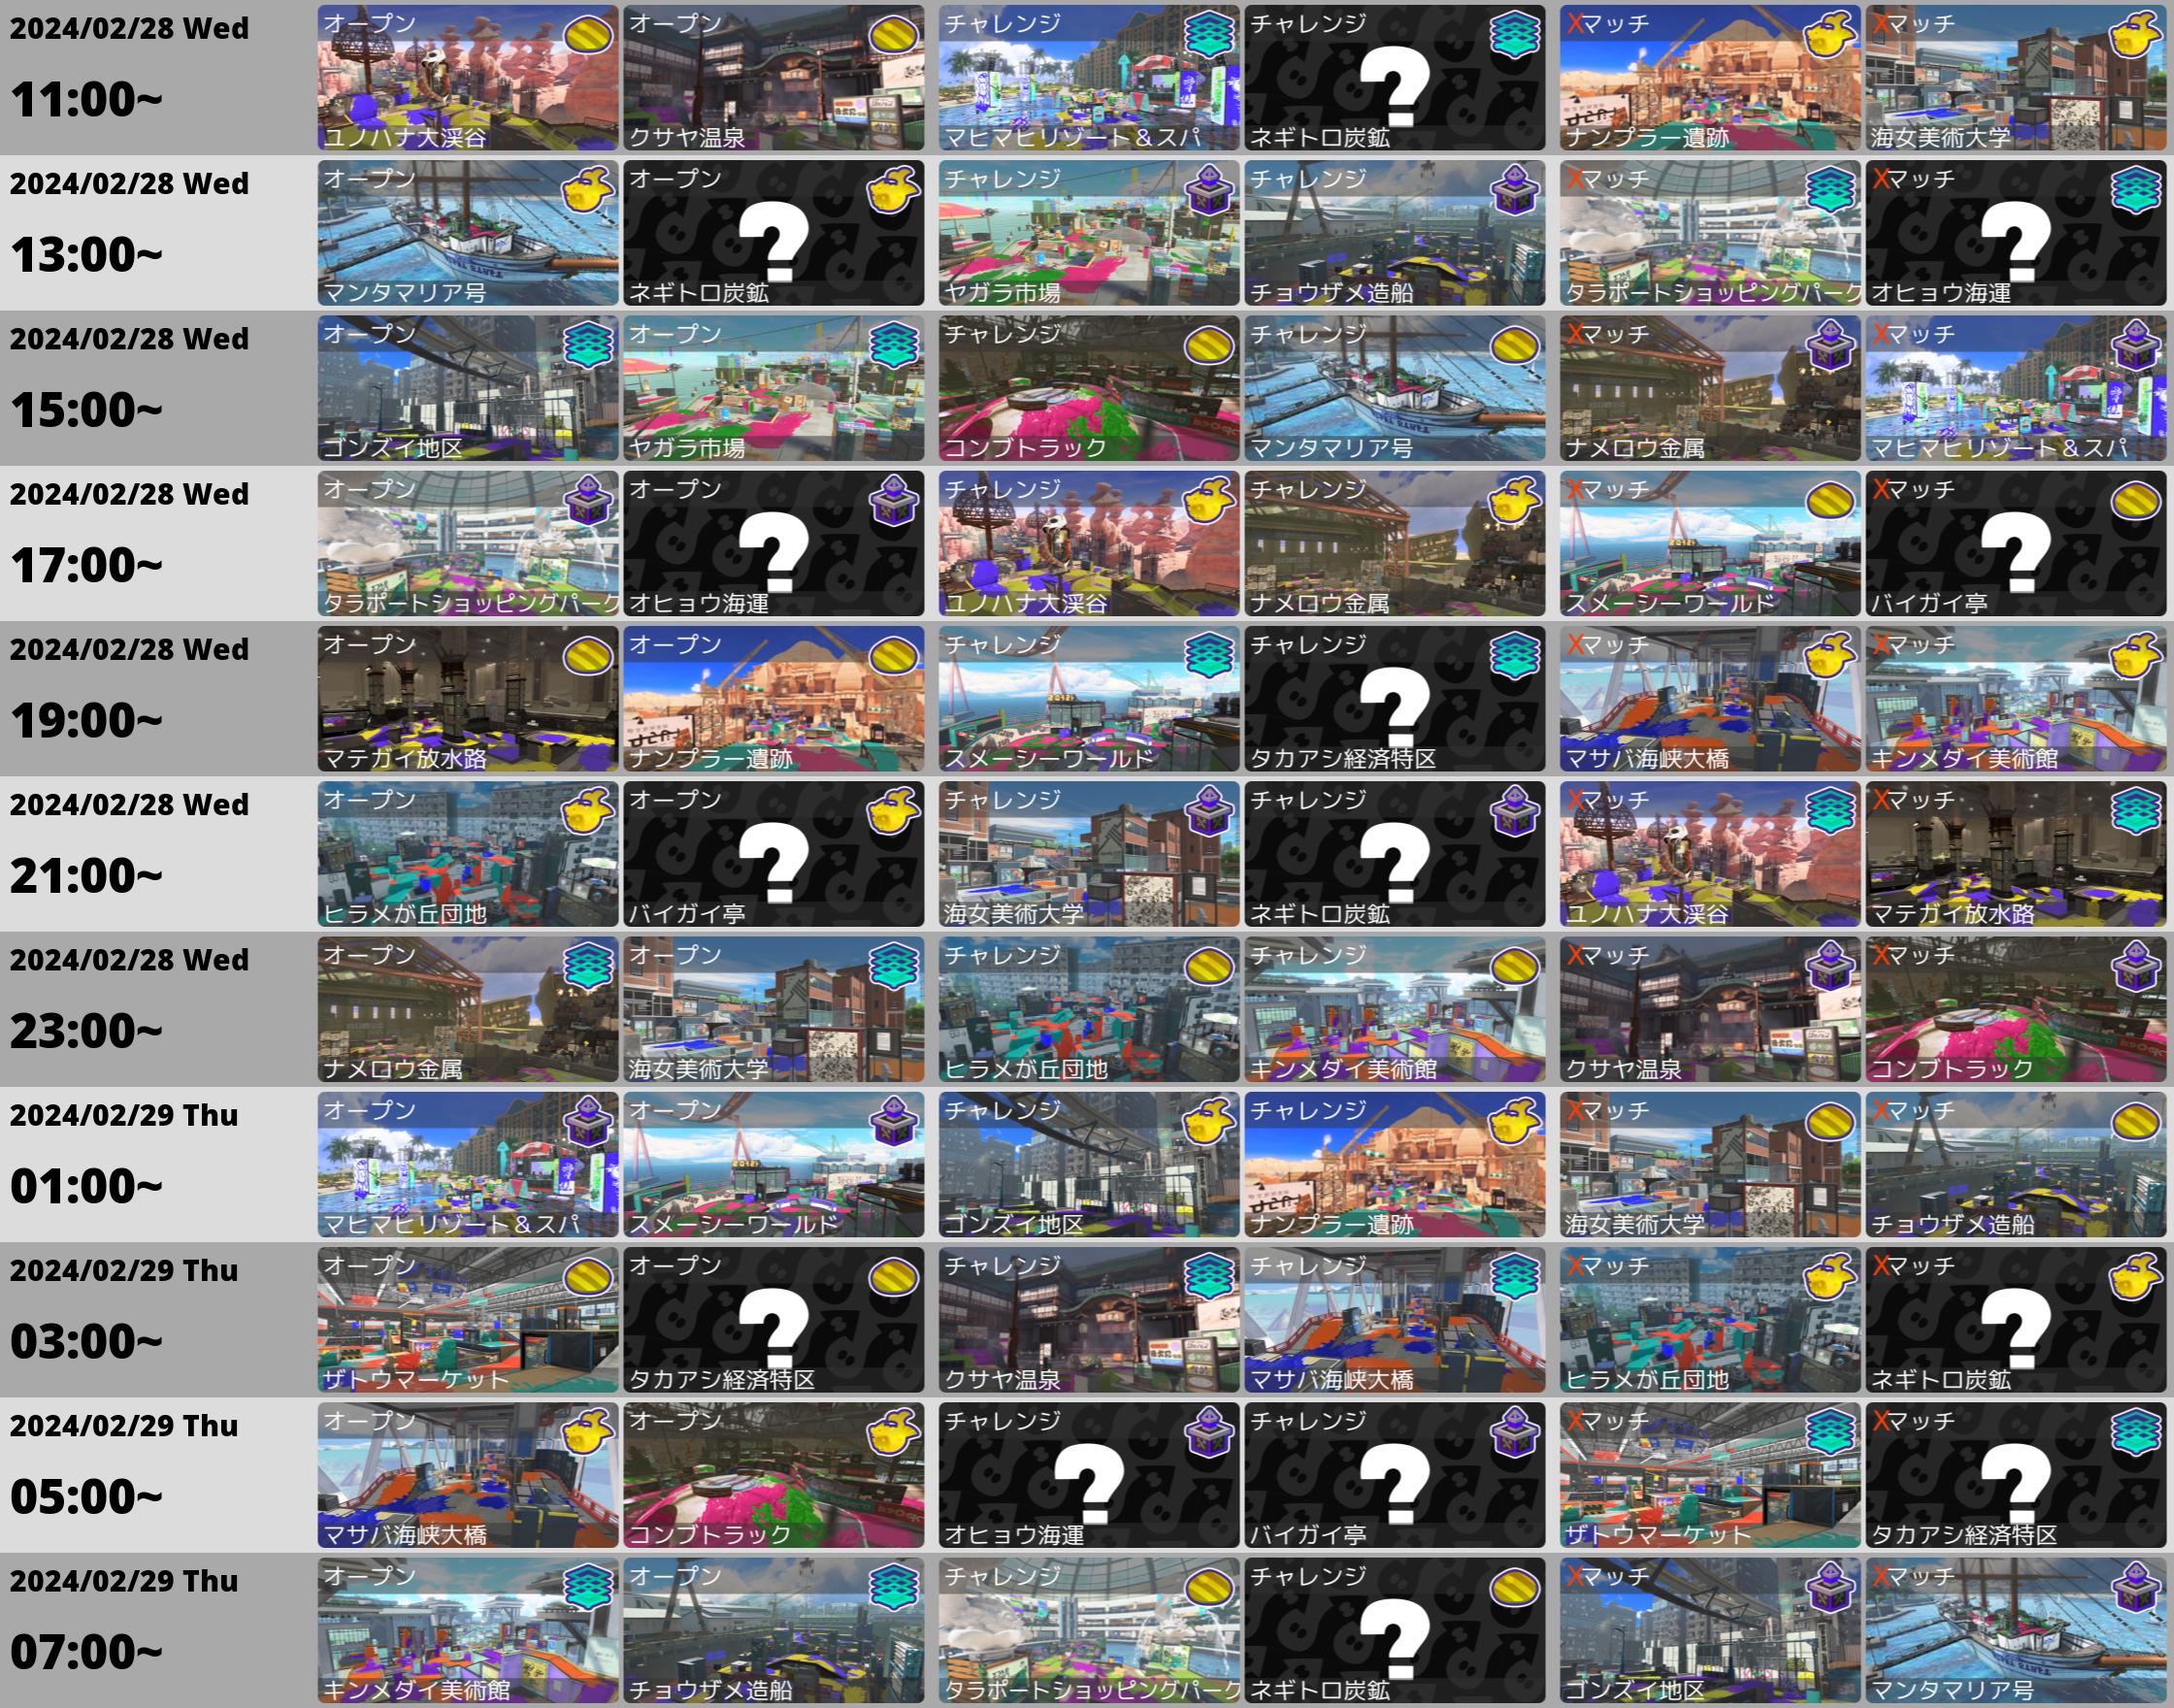 2024/02/28 Wed
11:00~
オープン
ユノハナ大渓谷
オープン
クサヤ温泉
チャレンジ
マヒマヒリゾート＆スパ
チャレンジ
ネギトロ炭鉱
Xマッチ
ナンプラー遺跡
Xマッチ
海女美術大学
2024/02/28 Wed
13:00~
オープン
マンタマリア号
オープン
ネギトロ炭鉱
チャレンジ
ヤガラ市場
チャレンジ
チョウザメ造船
Xマッチ
タラポートショッピングパーク
Xマッチ
オヒョウ海運
2024/02/28 Wed
15:00~
オープン
ゴンズイ地区
オープン
ヤガラ市場
チャレンジ
コンブトラック
チャレンジ
マンタマリア号
Xマッチ
ナメロウ金属
Xマッチ
マヒマヒリゾート＆スパ
2024/02/28 Wed
17:00~
オープン
タラポートショッピングパーク
オープン
オヒョウ海運
チャレンジ
ユノハナ大渓谷
チャレンジ
ナメロウ金属
Xマッチ
スメーシーワールド
Xマッチ
バイガイ亭
2024/02/28 Wed
19:00~
オープン
マテガイ放水路
オープン
ナンプラー遺跡
チャレンジ
スメーシーワールド
チャレンジ
タカアシ経済特区
Xマッチ
マサバ海峡大橋
Xマッチ
キンメダイ美術館
2024/02/28 Wed
21:00~
オープン
ヒラメが丘団地
オープン
バイガイ亭
チャレンジ
海女美術大学
チャレンジ
ネギトロ炭鉱
Xマッチ
ユノハナ大渓谷
Xマッチ
マテガイ放水路
2024/02/28 Wed
23:00~
オープン
ナメロウ金属
オープン
海女美術大学
チャレンジ
ヒラメが丘団地
チャレンジ
キンメダイ美術館
Xマッチ
クサヤ温泉
Xマッチ
コンブトラック
2024/02/29 Thu
01:00~
オープン
マヒマヒリゾート＆スパ
オープン
スメーシーワールド
チャレンジ
ゴンズイ地区
チャレンジ
ナンプラー遺跡
Xマッチ
海女美術大学
Xマッチ
チョウザメ造船
2024/02/29 Thu
03:00~
オープン
ザトウマーケット
オープン
タカアシ経済特区
チャレンジ
クサヤ温泉
チャレンジ
マサバ海峡大橋
Xマッチ
ヒラメが丘団地
Xマッチ
ネギトロ炭鉱
2024/02/29 Thu
05:00~
オープン
マサバ海峡大橋
オープン
コンブトラック
チャレンジ
オヒョウ海運
チャレンジ
バイガイ亭
Xマッチ
ザトウマーケット
Xマッチ
タカアシ経済特区
2024/02/29 Thu
07:00~
オープン
キンメダイ美術館
オープン
チョウザメ造船
チャレンジ
タラポートショッピングパーク
チャレンジ
ネギトロ炭鉱
Xマッチ
ゴンズイ地区
Xマッチ
マンタマリア号